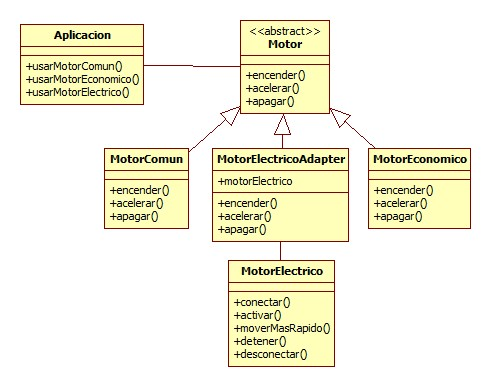 Aplicacion
+usarMotorComun()
+usarMotorEconomico()
+usarMotorElectrico()
<<abstract>>
Motor
+encender()
+acelerar()
+apagar()
MotorComun
+encender()
+acelerar()
+apagar()
MotorElectricoAdapter
+motorElectrico
+encender()
+acelerar()
+apagar()
MotorEconomico
+encender()
+acelerar()
+apagar()
MotorElectrico
+conectar()
+activar()
+moverMasRapido()
+detener()
+desconectar()